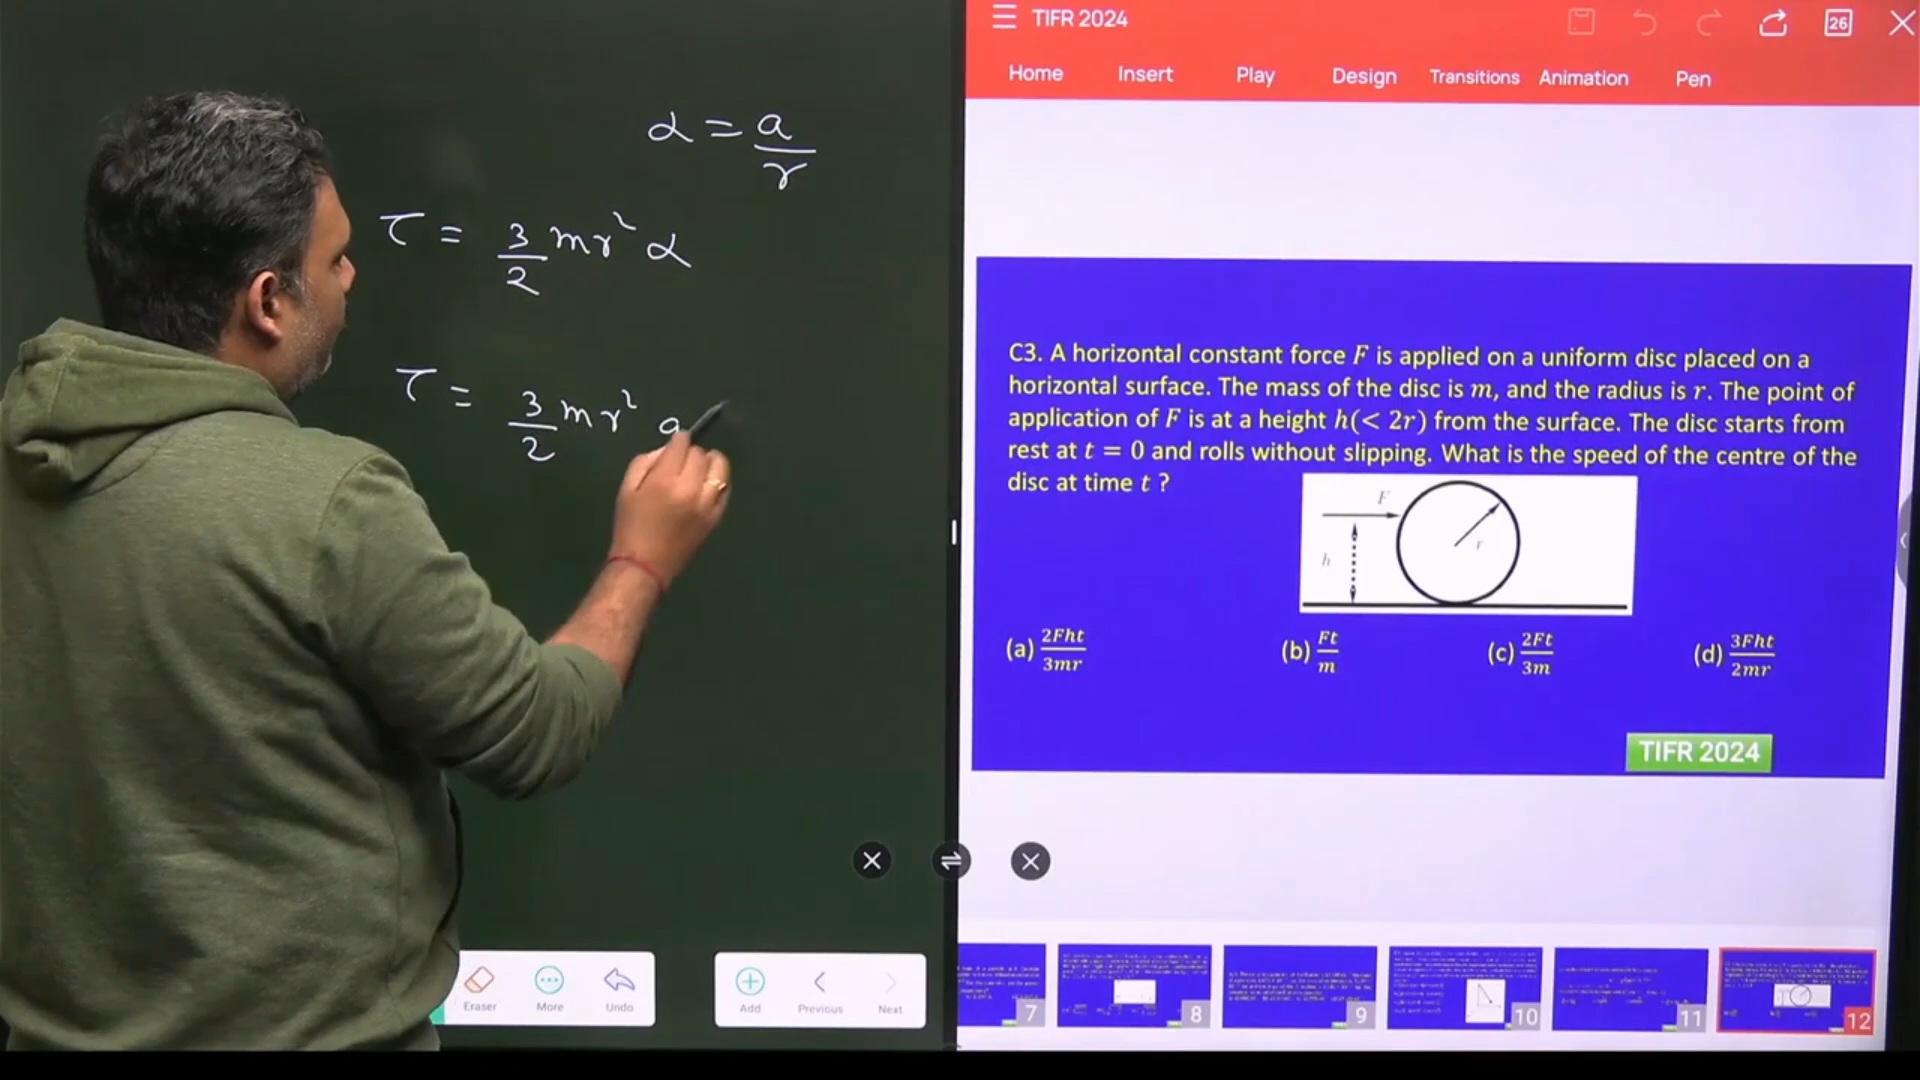 α = a/r
τ = 3/2 mr² α
τ = 3/2 mr² a
Eraser
More
Undo
Add
Previous
Next
TIFR 2024
26
Home
Insert
Play
Design
Transitions
Animation
Pen
C3. A horizontal constant force F is applied on a uniform disc placed on a
horizontal surface. The mass of the disc is m, and the radius is r. The point of
application of F is at a height h(< 2r) from the surface. The disc starts from
rest at t = 0 and rolls without slipping. What is the speed of the centre of the
disc at time t ?
F
r
h
(a) 2Fht/3mr (b) Ft/m (c) 2Ft/3m (d) 3Fht/2mr
TIFR 2024
7
8
9
10
11
12